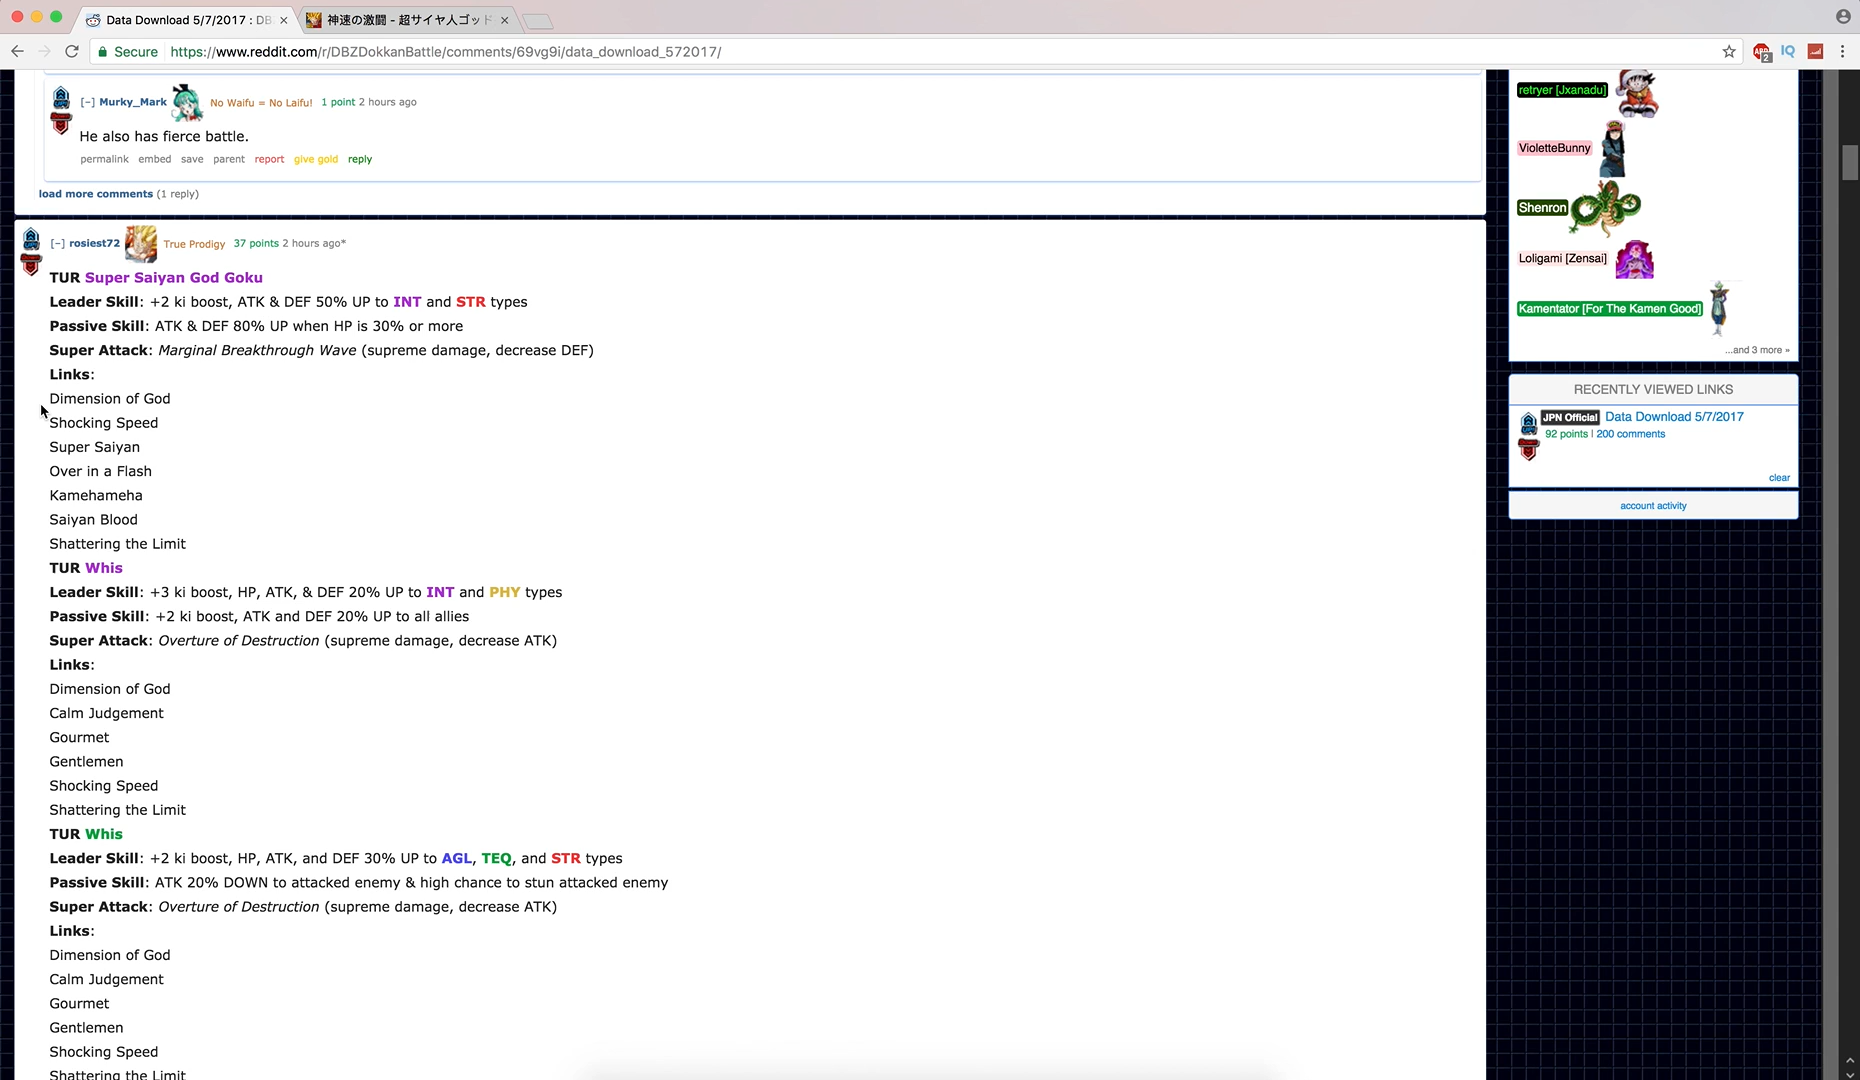 Data Download 5/7/2017 : DB
神速の激闘 - 超サイヤ人ゴッド
Secure https://www.reddit.com/r/DBZDokkanBattle/comments/69vg9i/data_download_572017/
2
IQ
[–] Murky_Mark No Waifu = No Laifu! 1 point 2 hours ago
He also has fierce battle.
permalink embed save parent report give gold reply
load more comments (1 reply)
[–] rosiest72 True Prodigy 37 points 2 hours ago*
TUR Super Saiyan God Goku
Leader Skill: +2 ki boost, ATK & DEF 50% UP to INT and STR types
Passive Skill: ATK & DEF 80% UP when HP is 30% or more
Super Attack: Marginal Breakthrough Wave (supreme damage, decrease DEF)
Links:
Dimension of God
Shocking Speed
Super Saiyan
Over in a Flash
Kamehameha
Saiyan Blood
Shattering the Limit
TUR Whis
Leader Skill: +3 ki boost, HP, ATK, & DEF 20% UP to INT and PHY types
Passive Skill: +2 ki boost, ATK and DEF 20% UP to all allies
Super Attack: Overture of Destruction (supreme damage, decrease ATK)
Links:
Dimension of God
Calm Judgement
Gourmet
Gentlemen
Shocking Speed
Shattering the Limit
TUR Whis
Leader Skill: +2 ki boost, HP, ATK, and DEF 30% UP to AGL, TEQ, and STR types
Passive Skill: ATK 20% DOWN to attacked enemy & high chance to stun attacked enemy
Super Attack: Overture of Destruction (supreme damage, decrease ATK)
Links:
Dimension of God
Calm Judgement
Gourmet
Gentlemen
Shocking Speed
Shattering the Limit
retryer [Jxanadu]
VioletteBunny
Shenron
Loligami [Zensai]
Kamentator [For The Kamen Good]
...and 3 more »
RECENTLY VIEWED LINKS
JPN Official Data Download 5/7/2017
92 points | 200 comments
clear
account activity